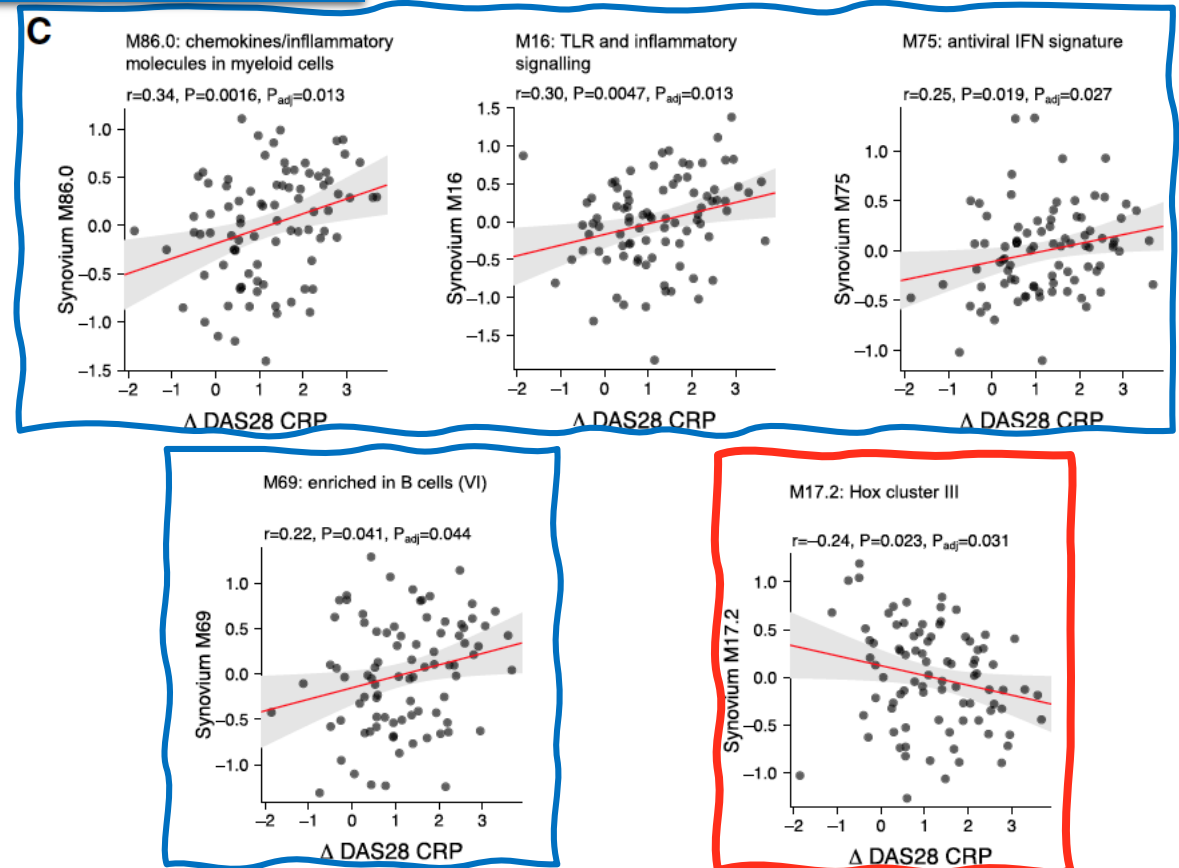 C
M86.0: chemokines/infllammatory
molecules in myeloid cells
r=0.34, P=0.0016, Padj=0.013
1.0
0.5
0.0
−0.5
−1.0
−1.5
Synovium M86.0
−2 −1 0 1 2 3
Δ DAS28 CRP
M16: TLR and inflammatory
signalling
r=0.30, P=0.0047, Padj=0.013
1.5
1.0
0.5
0.0
−0.5
−1.0
−1.5
Synovium M16
−2 −1 0 1 2 3
Δ DAS28 CRP
M75: antiviral IFN signature
r=0.25, P=0.019, Padj=0.027
1.0
0.5
0.0
−0.5
−1.0
Synovium M75
−2 −1 0 1 2 3
Δ DAS28 CRP
M69: enriched in B cells (VI)
r=0.22, P=0.041, Padj=0.044
1.0
0.5
0.0
−0.5
−1.0
Synovium M69
−2 −1 0 1 2 3
Δ DAS28 CRP
M17.2: Hox cluster III
r=−0.24, P=0.023, Padj=0.031
1.0
0.5
0.0
−0.5
−1.0
Synovium M17.2
−2 −1 0 1 2 3
Δ DAS28 CRP